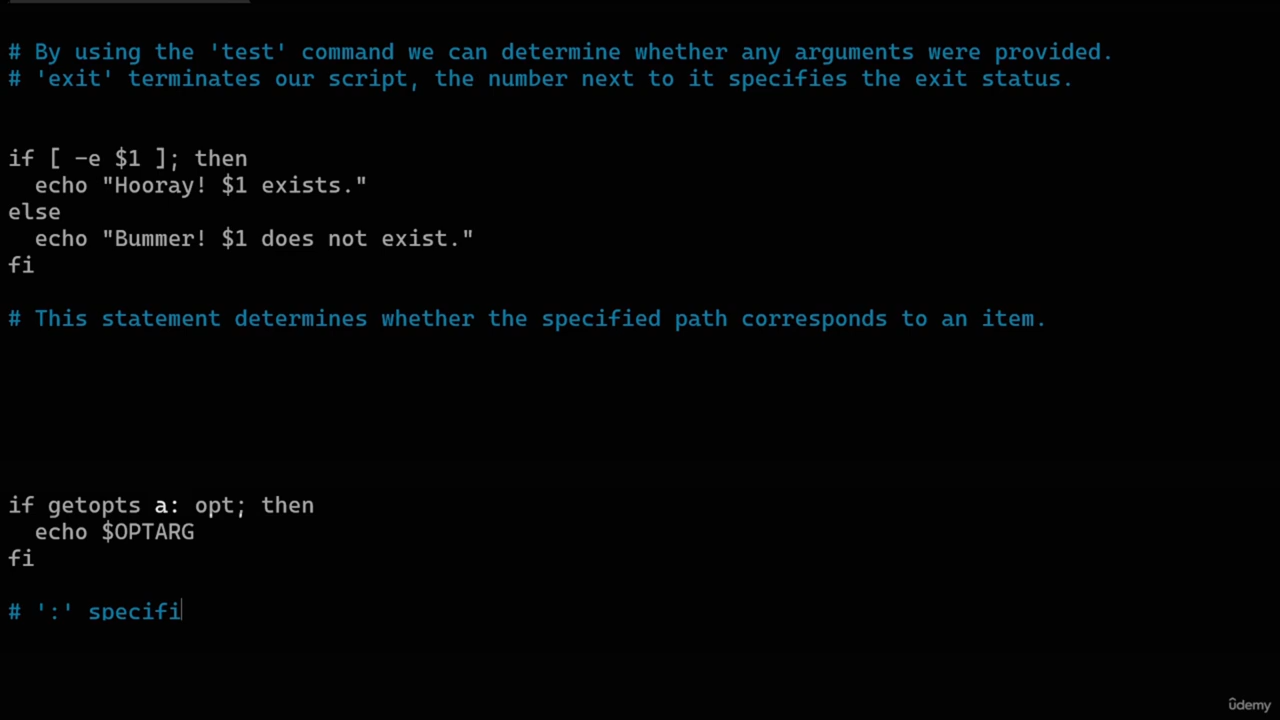 # By using the 'test' command we can determine whether any arguments were provided.
# 'exit' terminates our script, the number next to it specifies the exit status.
if [ -e $1 ]; then
  echo "Hooray! $1 exists."
else
  echo "Bummer! $1 does not exist."
fi
# This statement determines whether the specified path corresponds to an item.
if getopts a: opt; then
  echo $OPTARG
fi
# ':' specifi
ûdemy